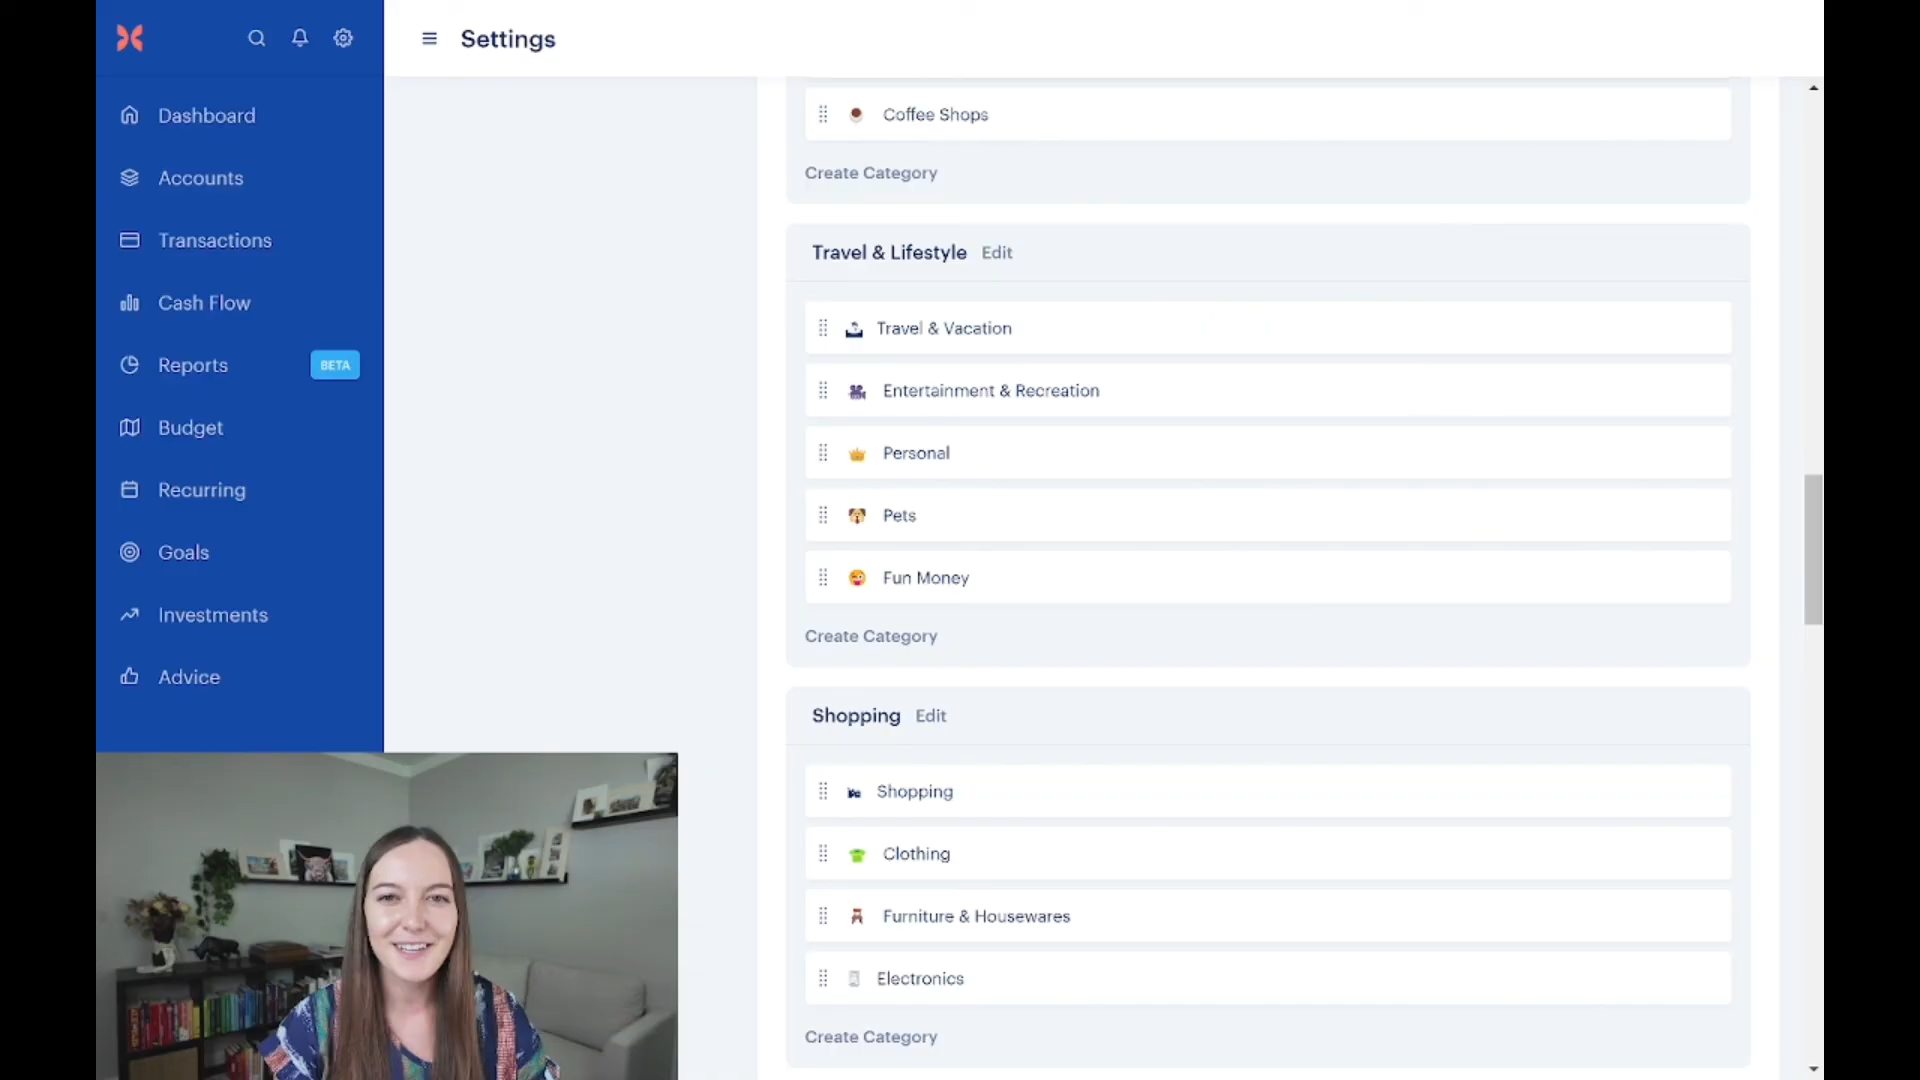 Settings
Dashboard
Accounts
Transactions
Cash Flow
Reports
BETA
Budget
Recurring
Goals
Investments
Advice
Coffee Shops
Create Category
Travel & Lifestyle Edit
Travel & Vacation
Entertainment & Recreation
Personal
Pets
Fun Money
Create Category
Shopping Edit
Shopping
Clothing
Furniture & Housewares
Electronics
Create Category